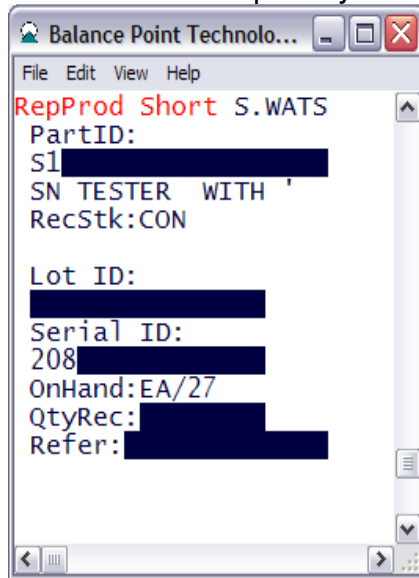 Balance Point Technolo...
File Edit View Help
RepProd Short S.WATS
PartID:
S1
SN TESTER  WITH '
RecStk:CON
Lot ID:
Serial ID:
208
OnHand:EA/27
QtyRec:
Refer: